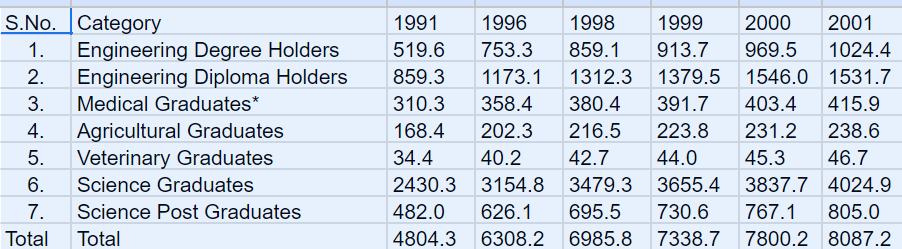 S.No. Category 1991 1996 1998 1999 2000 2001
1. Engineering Degree Holders 519.6 753.3 859.1 913.7 969.5 1024.4
2. Engineering Diploma Holders 859.3 1173.1 1312.3 1379.5 1546.0 1531.7
3. Medical Graduates* 310.3 358.4 380.4 391.7 403.4 415.9
4. Agricultural Graduates 168.4 202.3 216.5 223.8 231.2 238.6
5. Veterinary Graduates 34.4 40.2 42.7 44.0 45.3 46.7
6. Science Graduates 2430.3 3154.8 3479.3 3655.4 3837.7 4024.9
7. Science Post Graduates 482.0 626.1 695.5 730.6 767.1 805.0
Total Total 4804.3 6308.2 6985.8 7338.7 7800.2 8087.2